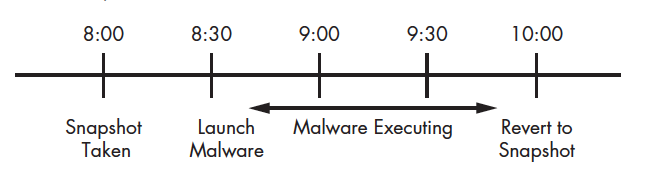 8:00 8:30 9:00 9:30 10:00
Snapshot Launch Malware Executing Revert to
Taken Malware Snapshot